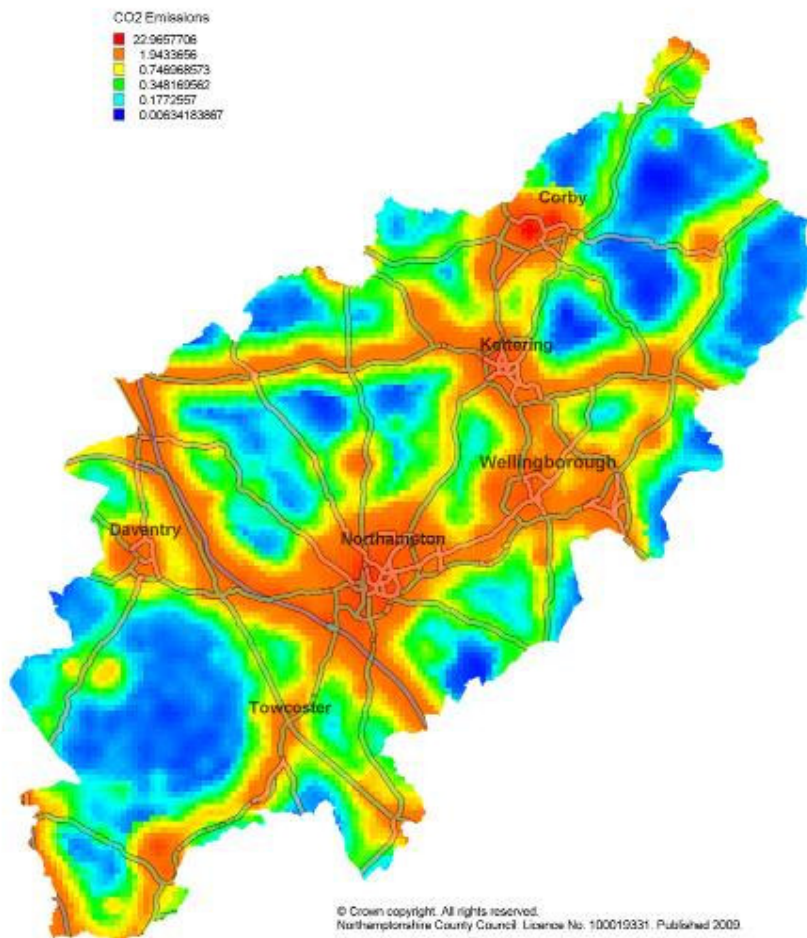 CO2 Emissions
22.9657706
1.9433656
0.746968573
0.348169562
0.1772557
0.00634183867
Corby
Kettering
Wellingborough
Northampton
Daventry
Towcester
© Crown copyright. All rights reserved.
Northamptonshire County Council. Licence No. 100019331. Published 2009.